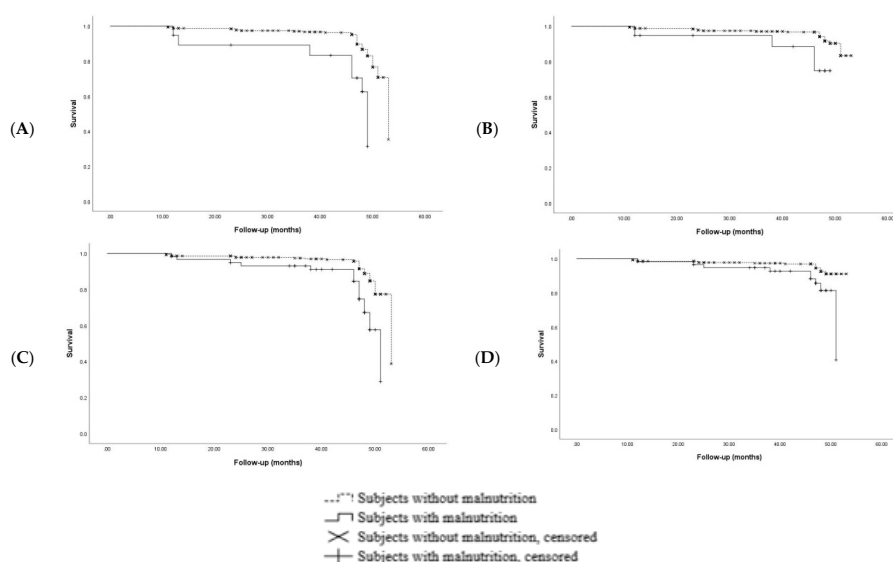 (A)
Survival
1.0
0.8
0.6
0.4
0.2
0.0
.00 10.00 20.00 30.00 40.00 50.00 60.00
Follow-up (months)
(B)
Survival
1.0
0.8
0.6
0.4
0.2
0.0
.00 10.00 20.00 30.00 40.00 50.00 60.00
Follow-up (months)
(C)
Survival
1.0
0.8
0.6
0.4
0.2
0.0
.00 10.00 20.00 30.00 40.00 50.00 60.00
Follow-up (months)
(D)
Survival
1.0
0.8
0.6
0.4
0.2
0.0
.00 10.00 20.00 30.00 40.00 50.00 60.00
Follow-up (months)
Subjects without malnutrition
Subjects with malnutrition
Subjects without malnutrition, censored
Subjects with malnutrition, censored